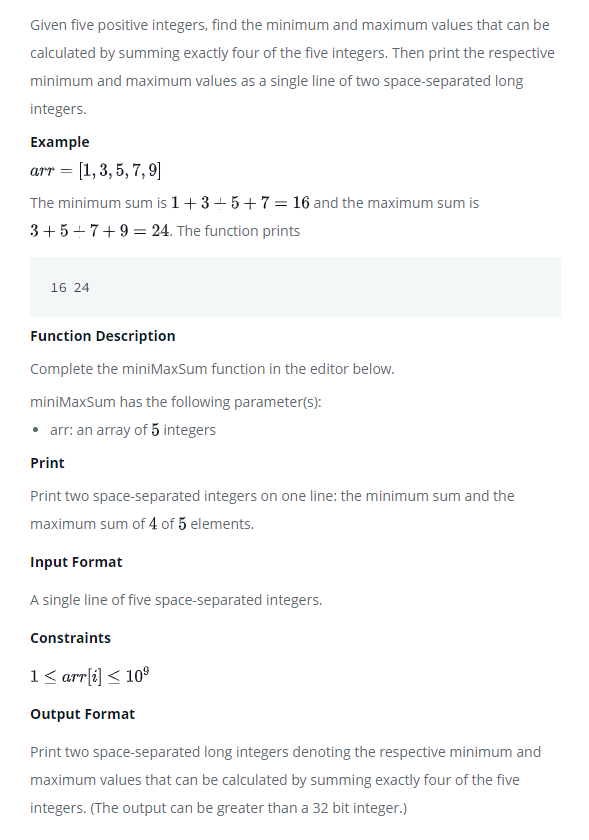 Given five positive integers, find the minimum and maximum values that can be
calculated by summing exactly four of the five integers. Then print the respective
minimum and maximum values as a single line of two space-separated long
integers.
Example
arr = [1, 3, 5, 7, 9]
The minimum sum is 1 + 3 + 5 + 7 = 16 and the maximum sum is
3 + 5 + 7 + 9 = 24. The function prints
16 24
Function Description
Complete the miniMaxSum function in the editor below.
miniMaxSum has the following parameter(s):
• arr: an array of 5 integers
Print
Print two space-separated integers on one line: the minimum sum and the
maximum sum of 4 of 5 elements.
Input Format
A single line of five space-separated integers.
Constraints
1 ≤ arr[i] ≤ 10⁹
Output Format
Print two space-separated long integers denoting the respective minimum and
maximum values that can be calculated by summing exactly four of the five
integers. (The output can be greater than a 32 bit integer.)